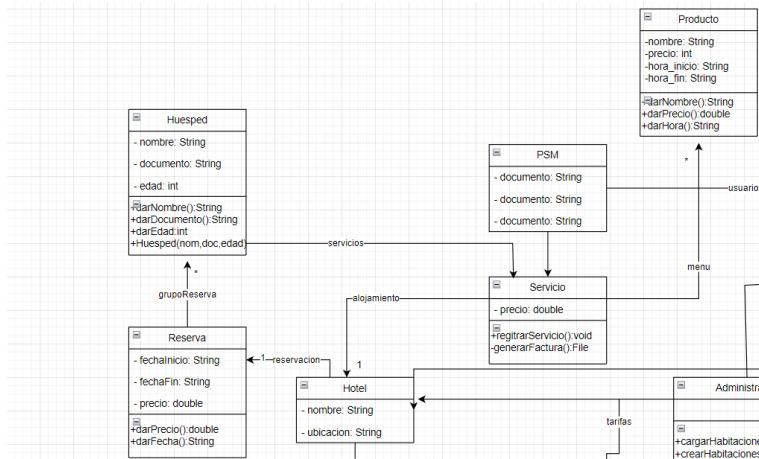 Producto
-nombre: String
-precio: int
-hora_inicio: String
-hora_fin: String
+darNombre():String
+darPrecio():double
+darHora():String
Huesped
- nombre: String
- documento: String
- edad: int
+darNombre():String
+darDocumento():String
+darEdad:int
+Huesped(nom,doc,edad)
PSM
- documento: String
- documento: String
- documento: String
*
usuario
servicios
menu
Servicio
- precio: double
+regitrarServicio():void
-generarFactura():File
*
grupoReserva
alojamiento
1
Reserva
- fechaInicio: String
- fechaFin: String
- precio: double
+darPrecio():double
+darFecha():String
1
reservacion
Hotel
- nombre: String
- ubicacion: String
tarifas
Administra
+cargarHabitacione
+crearHabitaciones